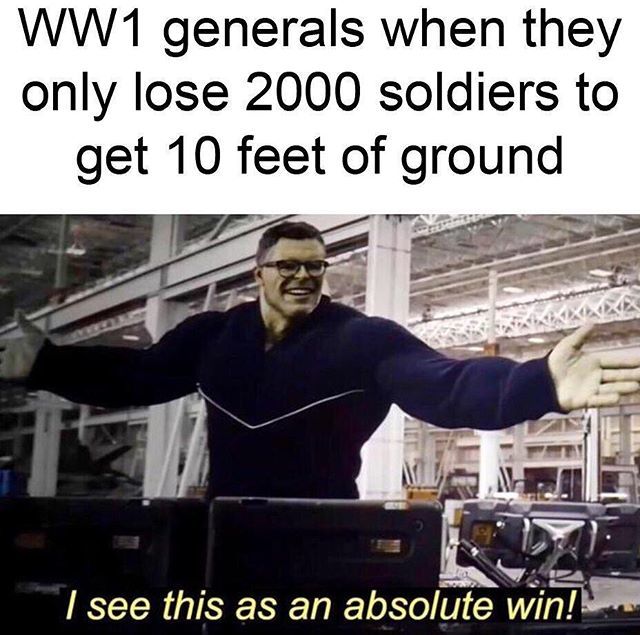 WW1 generals when they
only lose 2000 soldiers to
get 10 feet of ground
I see this as an absolute win!